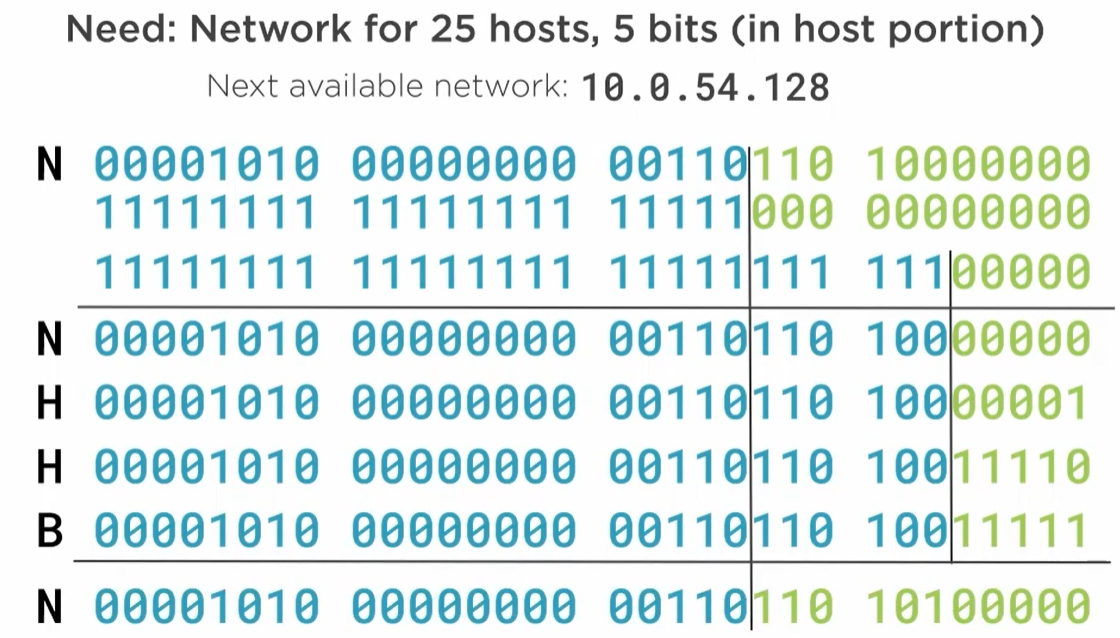 Need: Network for 25 hosts, 5 bits (in host portion)
Next available network: 10.0.54.128
N 00001010 00000000 00110110 10000000
11111111 11111111 11111000 00000000
11111111 11111111 11111111 11100000
N 00001010 00000000 00110110 10000000
H 00001010 00000000 00110110 10000001
H 00001010 00000000 00110110 10011110
B 00001010 00000000 00110110 10011111
N 00001010 00000000 00110110 10100000